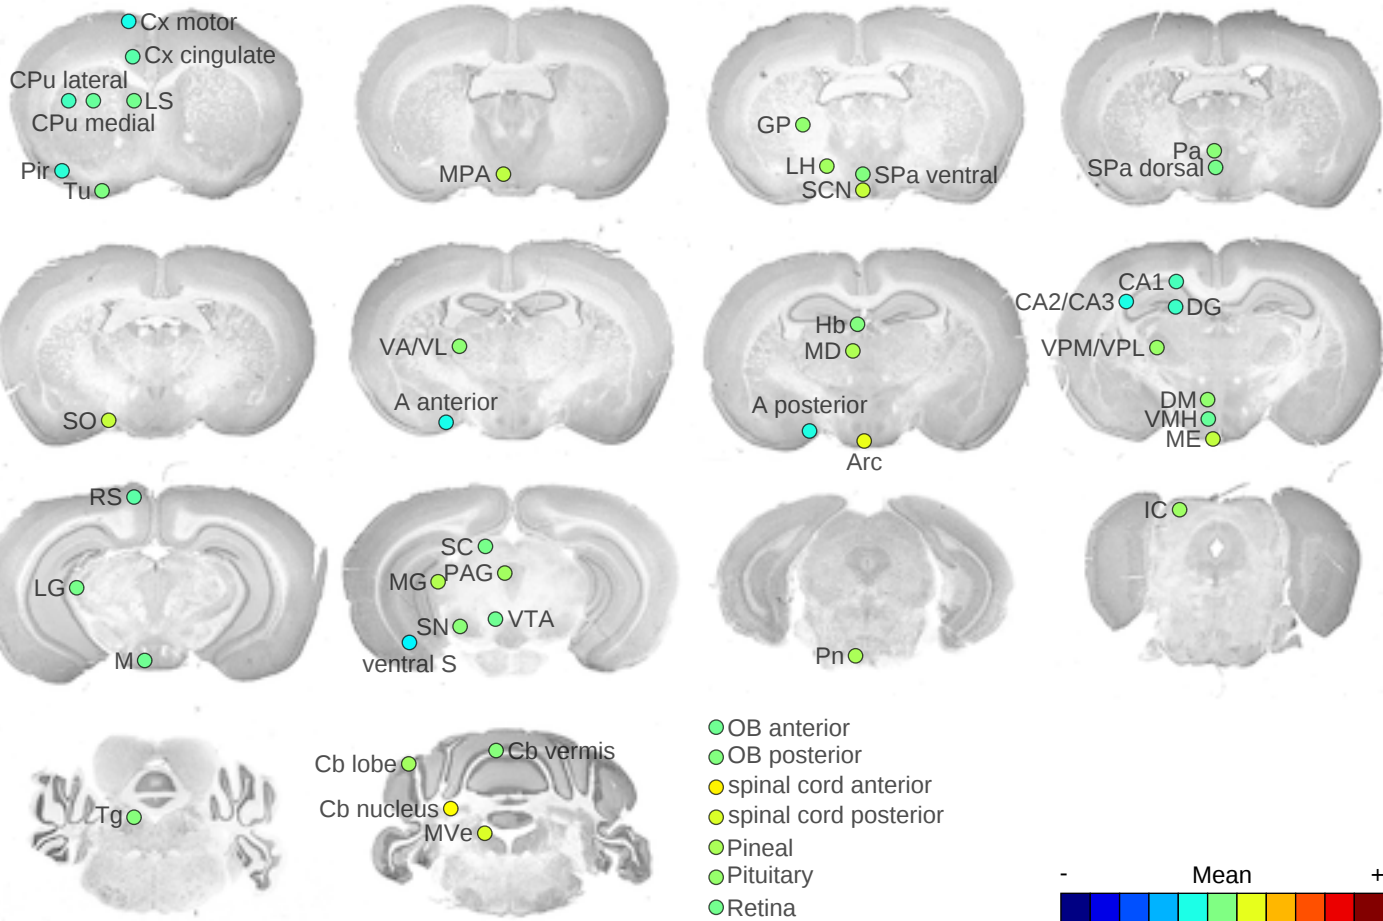 Cx motor
Cx cingulate
CPu lateral
LS
CPu medial
Pir
Tu
MPA
GP
LH
SPa ventral
SCN
Pa
SPa dorsal
SO
VA/VL
A anterior
Hb
MD
A posterior
Arc
CA1
CA2/CA3
DG
VPM/VPL
DM
VMH
ME
RS
LG
M
SC
MG
PAG
SN
VTA
ventral S
Pn
IC
Tg
Cb lobe
Cb vermis
Cb nucleus
MVe
OB anterior
OB posterior
spinal cord anterior
spinal cord posterior
Pineal
Pituitary
Retina
- Mean +